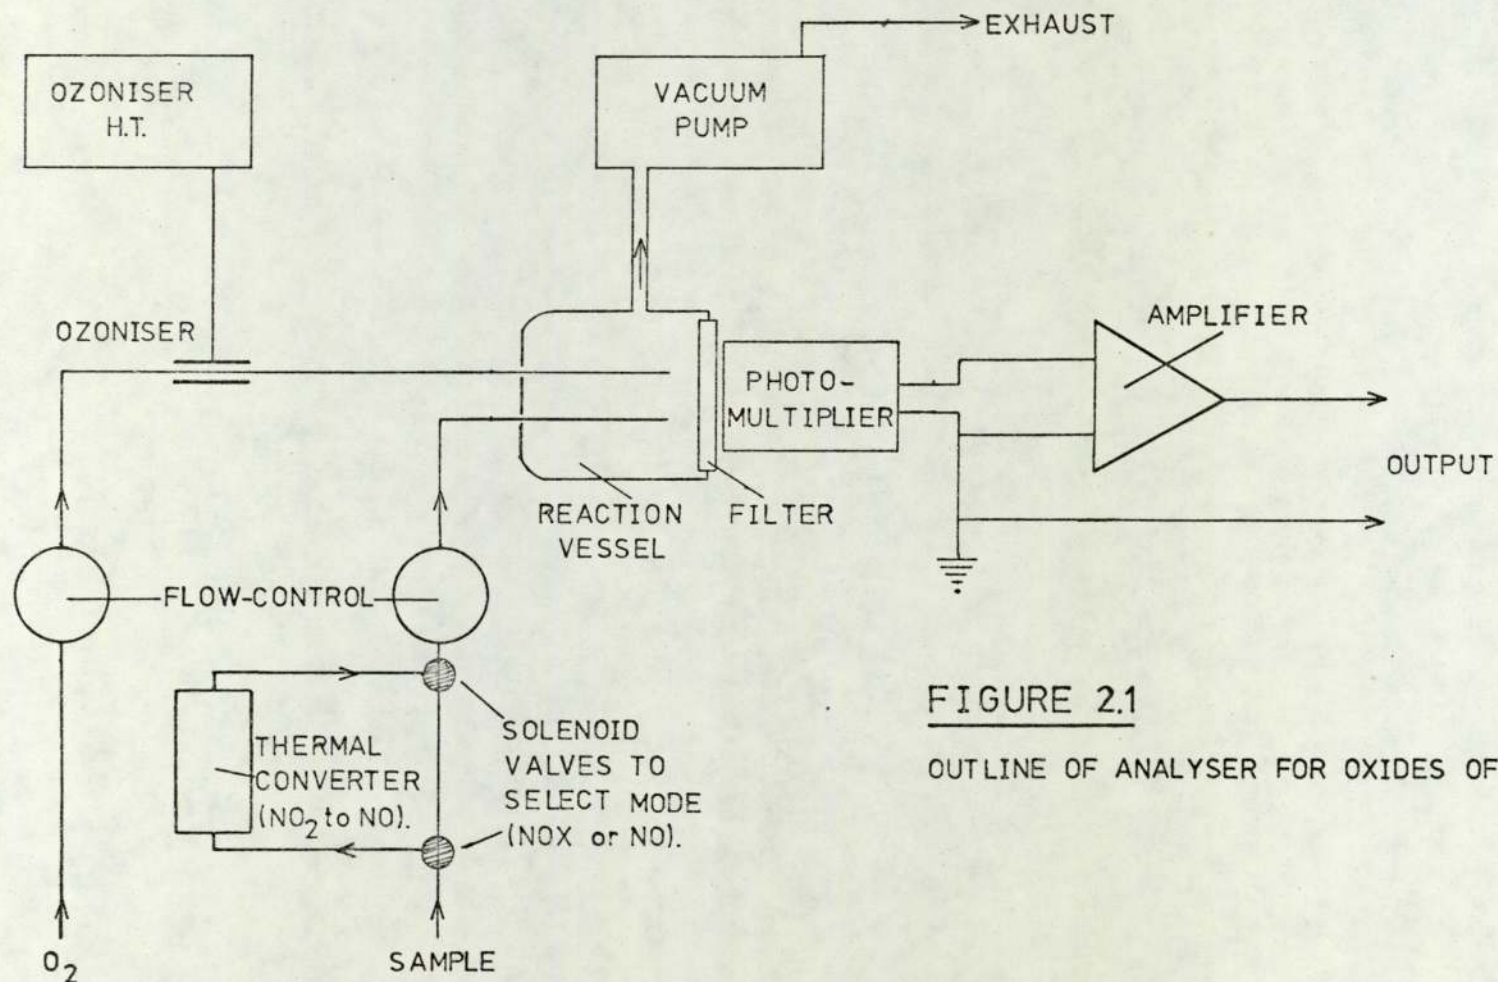 EXHAUST
OZONISER
H.T.
VACUUM
PUMP
OZONISER
AMPLIFIER
PHOTO-
MULTIPLIER
OUTPUT
REACTION
VESSEL
FILTER
FLOW-CONTROL
THERMAL
CONVERTER
(NO₂ to NO).
SOLENOID
VALVES TO
SELECT MODE
(NOX or NO).
FIGURE 2.1
OUTLINE OF ANALYSER FOR OXIDES OF
O₂
SAMPLE